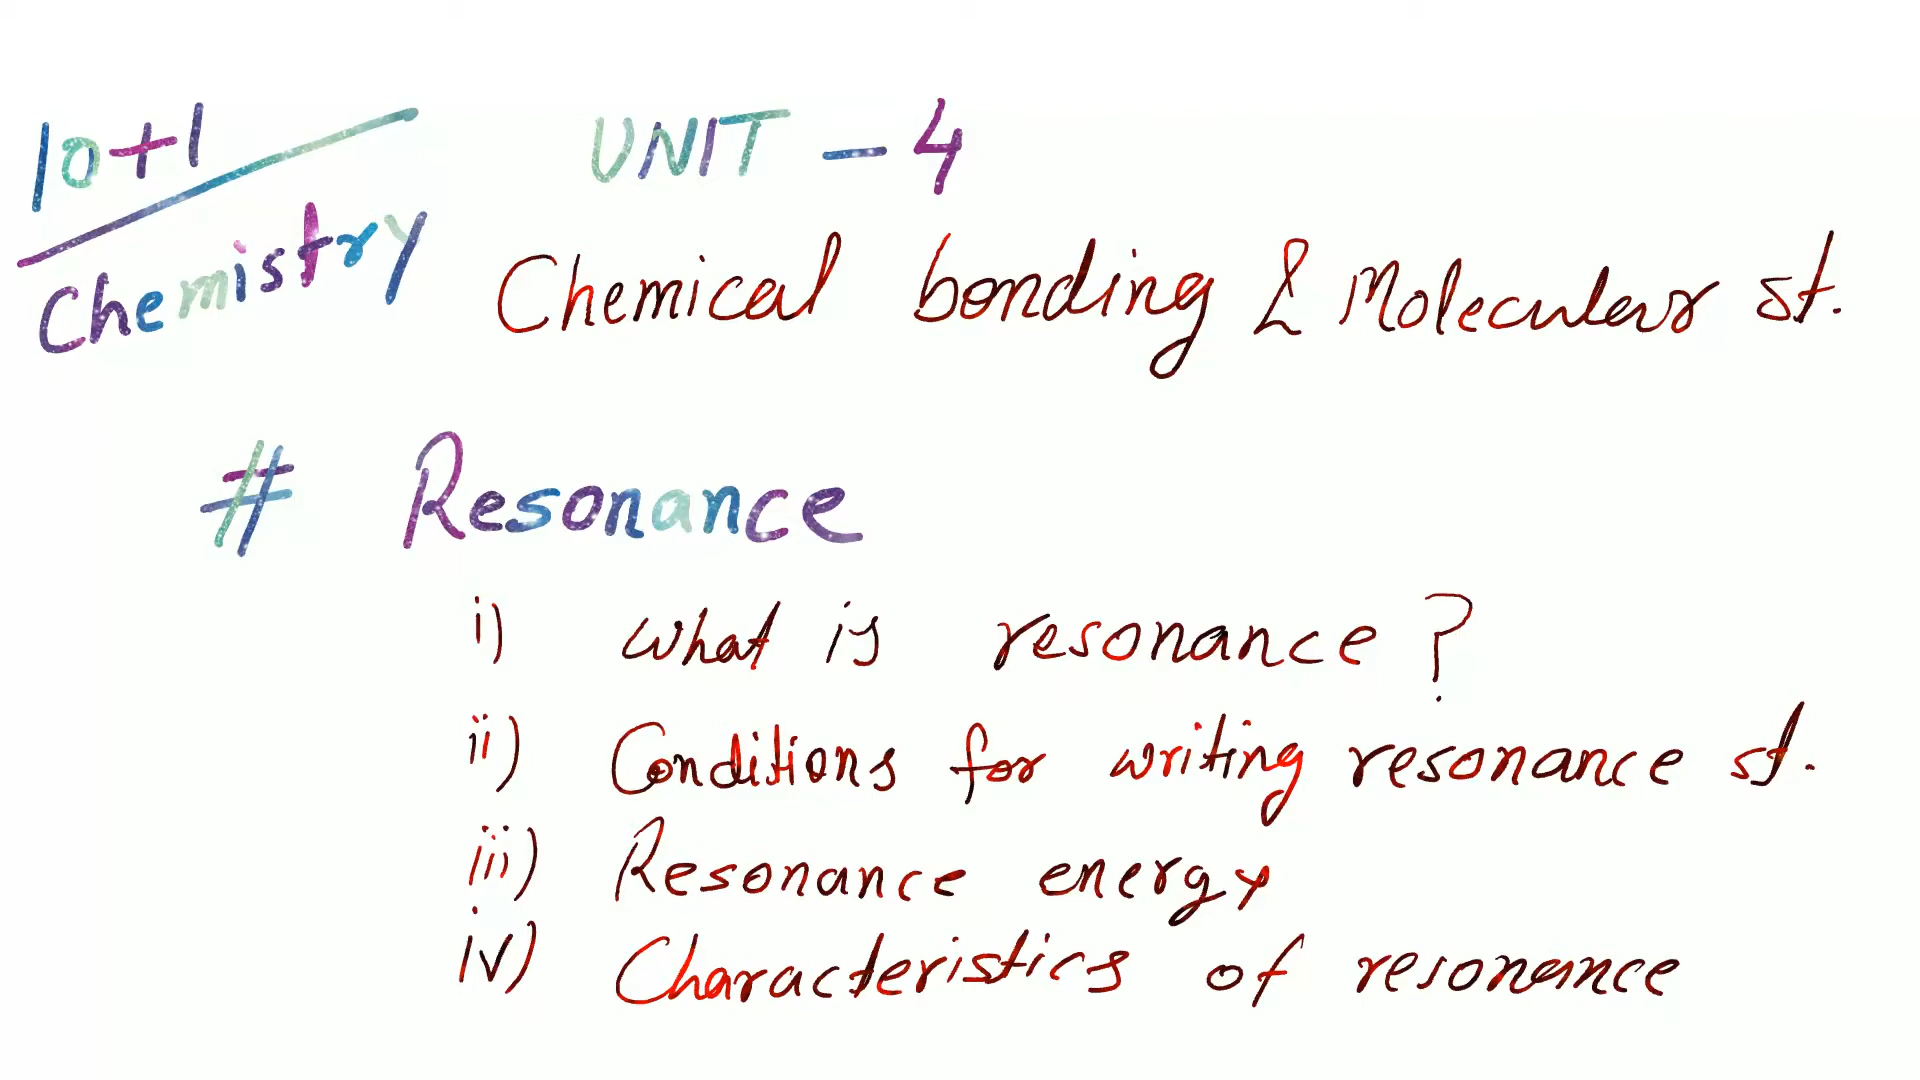 10+1 UNIT - 4
Chemistry Chemical bonding & Molecular st.
# Resonance
i) What is resonance?
ii) Conditions for writing resonance st.
iii) Resonance energy
iv) Characteristics of resonance